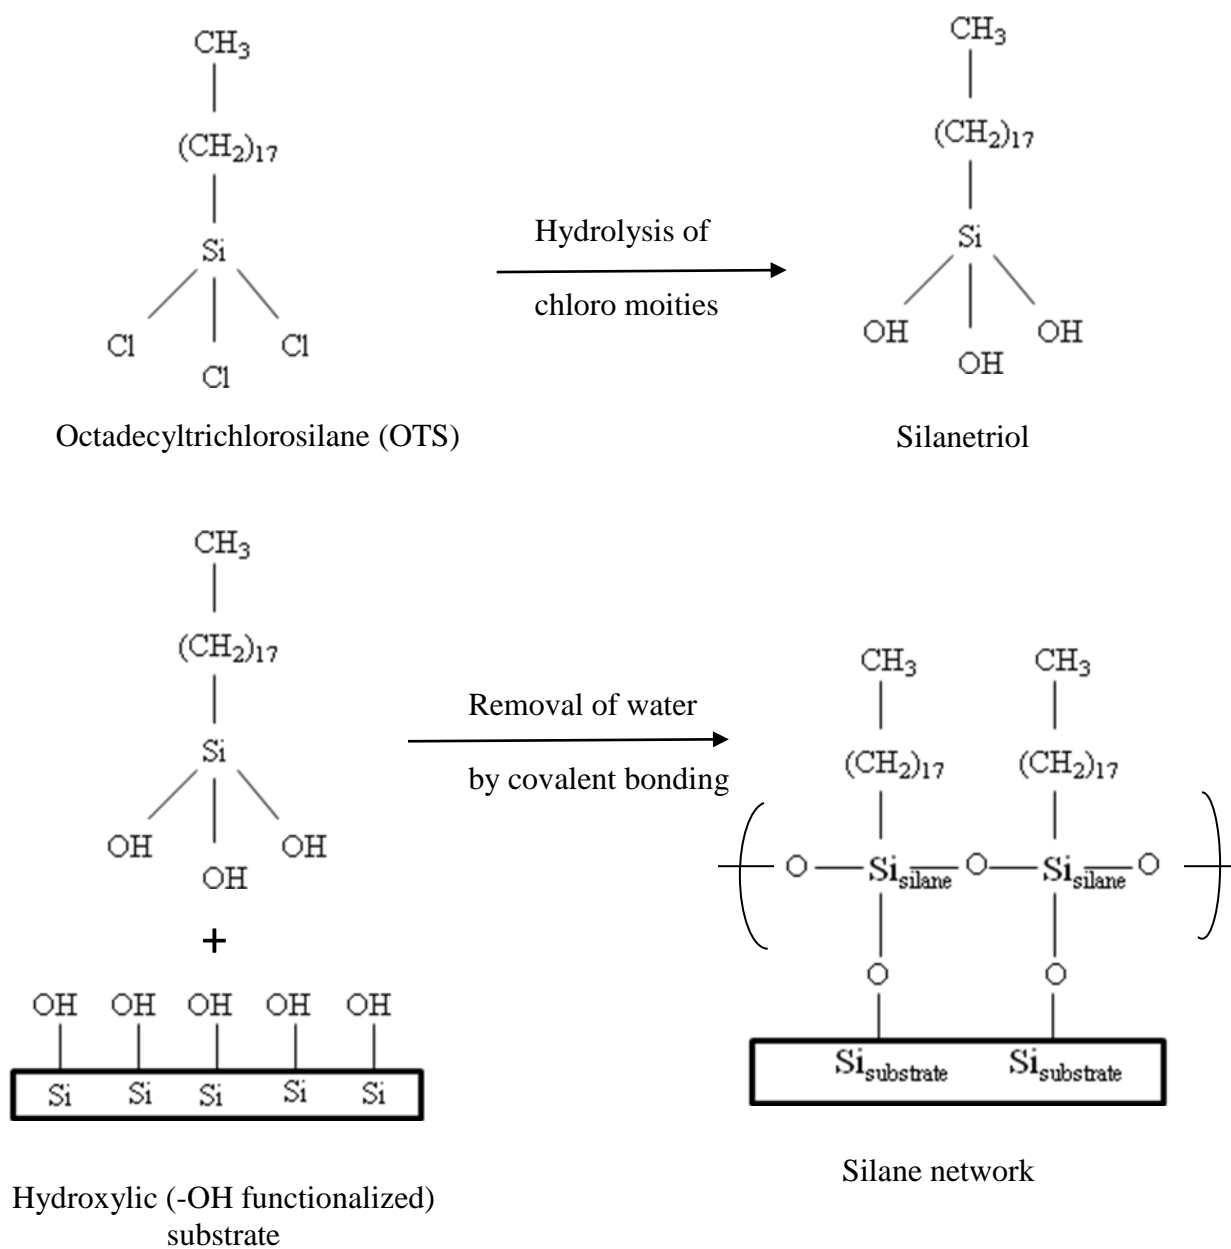 CH3
CH3
(CH2)17
(CH2)17
Si
Hydrolysis of
Si
chloro moities
Cl
Cl
Cl
OH
OH
OH
Octadecyltrichlorosilane (OTS)
Silanetriol
CH3
(CH2)17
Si
OH
OH
OH
+
OH OH OH OH OH
Si Si Si Si Si
Hydroxylic (-OH functionalized)
substrate
Removal of water
by covalent bonding
CH3 CH3
(CH2)17 (CH2)17
O Sisilane O Sisilane O
O O
Sisubstrate Sisubstrate
Silane network